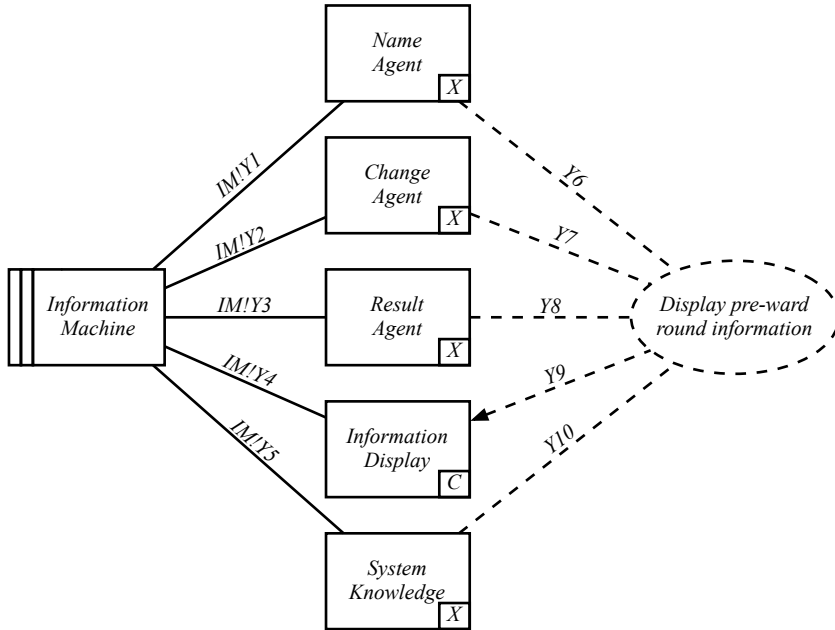 Name
Agent
X
IM!Y1
Y6
Change
Agent
X
IM!Y2
Y7
Information
Machine
IM!Y3
Result
Agent
X
Y8
Display pre-ward
round information
IM!Y4
Information
Display
C
Y9
IM!Y5
System
Knowledge
X
Y10